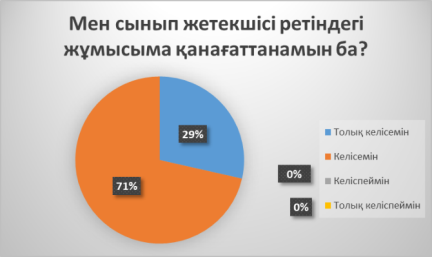 Мен сынып жетекшісі ретіндегі
жұмысыма қанағаттанамын ба?
29%
71%
0%
0%
Толық келісемін
Келісемін
Келіспеймін
Толық келіспеймін